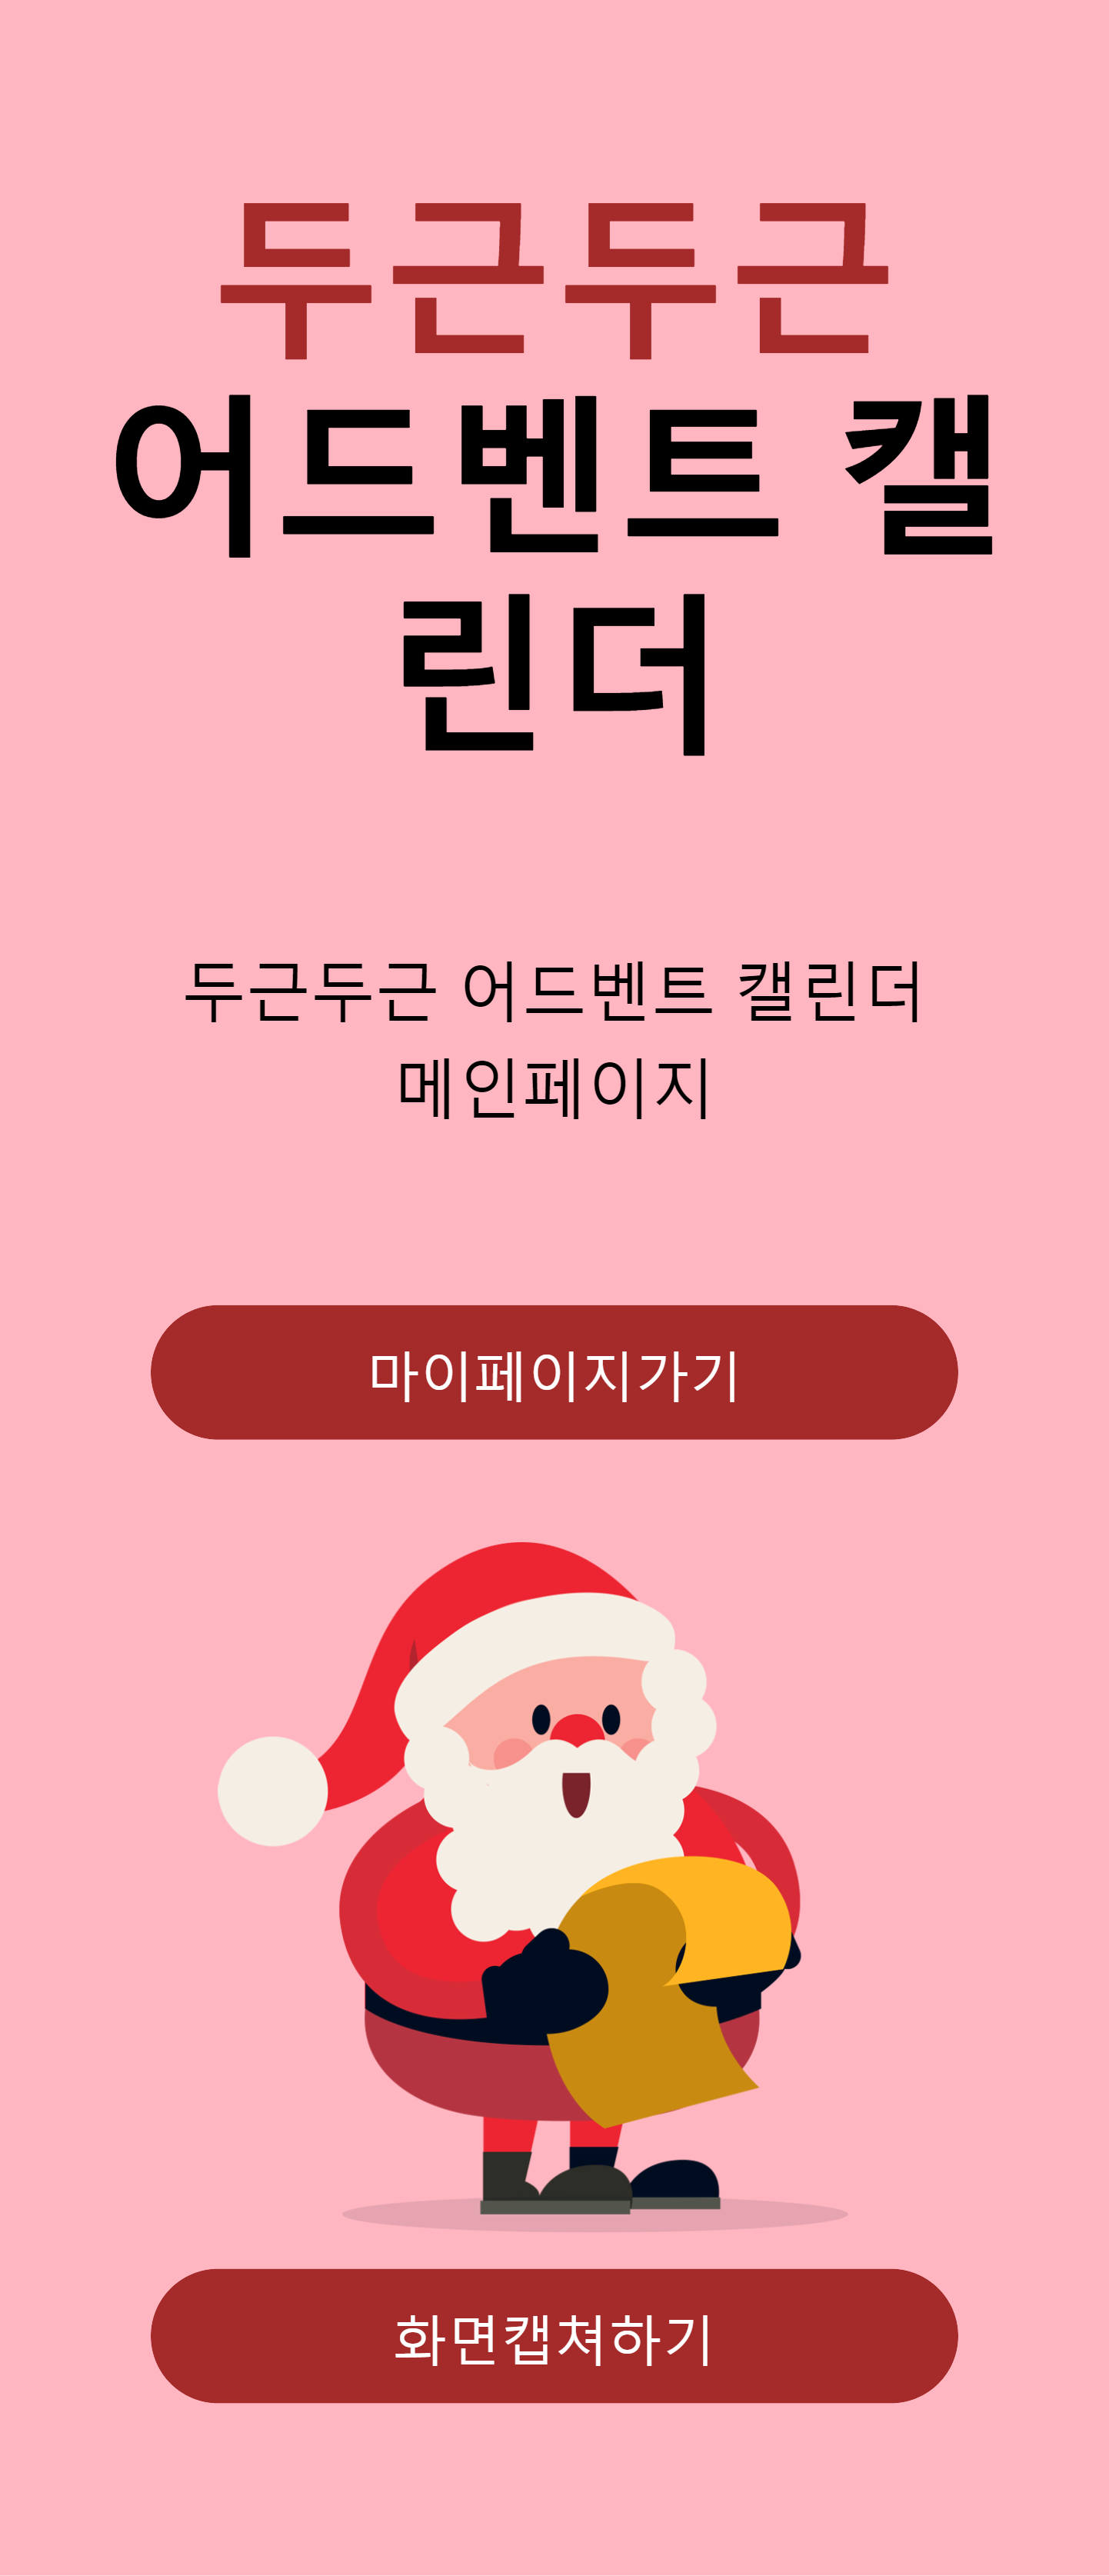 두근두근
어드벤트 캘
린더
두근두근 어드벤트 캘린더
메인페이지
마이페이지가기
화면캡쳐하기